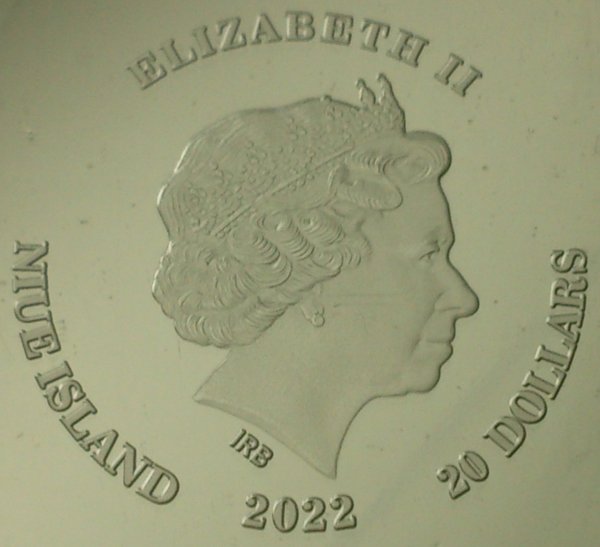 ELIZABETH II
NIUE ISLAND
IRB
2022
20 DOLLARS